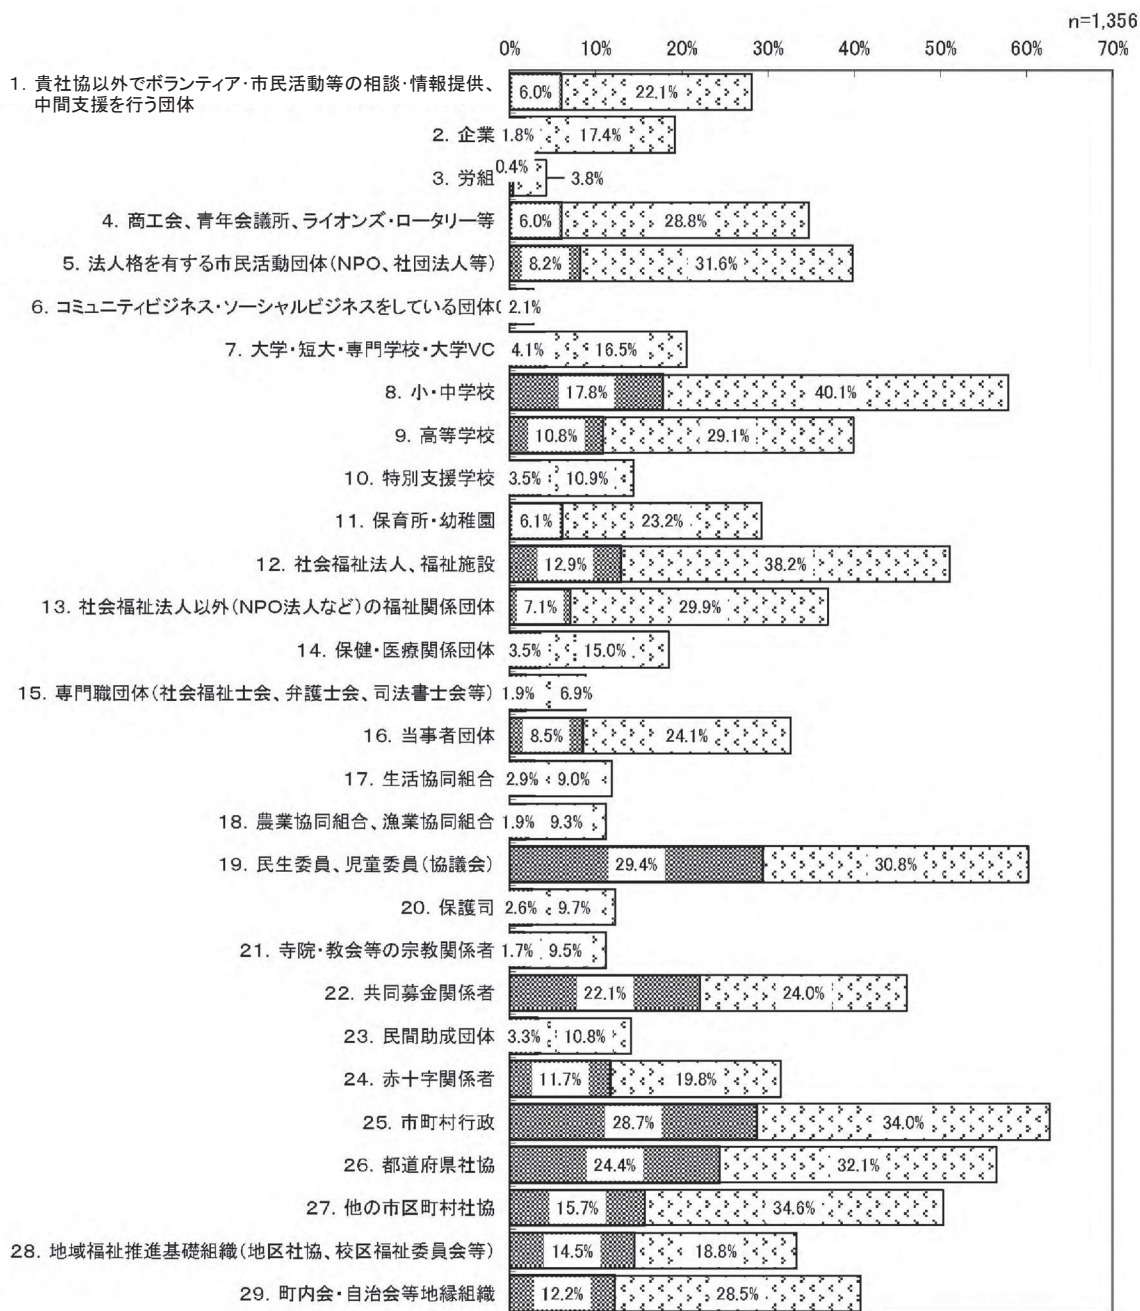 n=1,356
0% 10% 20% 30% 40% 50% 60% 70%
1. 貴社協以外でボランティア・市民活動等の相談・情報提供、
中間支援を行う団体 6.0% 22.1%
2. 企業 1.8% 17.4%
3. 労組 0.4% 3.8%
4. 商工会、青年会議所、ライオンズ・ロータリー等 6.0% 28.8%
5. 法人格を有する市民活動団体(NPO、社団法人等) 8.2% 31.6%
6. コミュニティビジネス・ソーシャルビジネスをしている団体 2.1%
7. 大学・短大・専門学校・大学VC 4.1% 16.5%
8. 小・中学校 17.8% 40.1%
9. 高等学校 10.8% 29.1%
10. 特別支援学校 3.5% 10.9%
11. 保育所・幼稚園 6.1% 23.2%
12. 社会福祉法人、福祉施設 12.9% 38.2%
13. 社会福祉法人以外(NPO法人など)の福祉関係団体 7.1% 29.9%
14. 保健・医療関係団体 3.5% 15.0%
15. 専門職団体(社会福祉士会、弁護士会、司法書士会等) 1.9% 6.9%
16. 当事者団体 8.5% 24.1%
17. 生活協同組合 2.9% 9.0%
18. 農業協同組合、漁業協同組合 1.9% 9.3%
19. 民生委員、児童委員(協議会) 29.4% 30.8%
20. 保護司 2.6% 9.7%
21. 寺院・教会等の宗教関係者 1.7% 9.5%
22. 共同募金関係者 22.1% 24.0%
23. 民間助成団体 3.3% 10.8%
24. 赤十字関係者 11.7% 19.8%
25. 市町村行政 28.7% 34.0%
26. 都道府県社協 24.4% 32.1%
27. 他の市区町村社協 15.7% 34.6%
28. 地域福祉推進基礎組織(地区社協、校区福祉委員会等) 14.5% 18.8%
29. 町内会・自治会等地縁組織 12.2% 28.5%